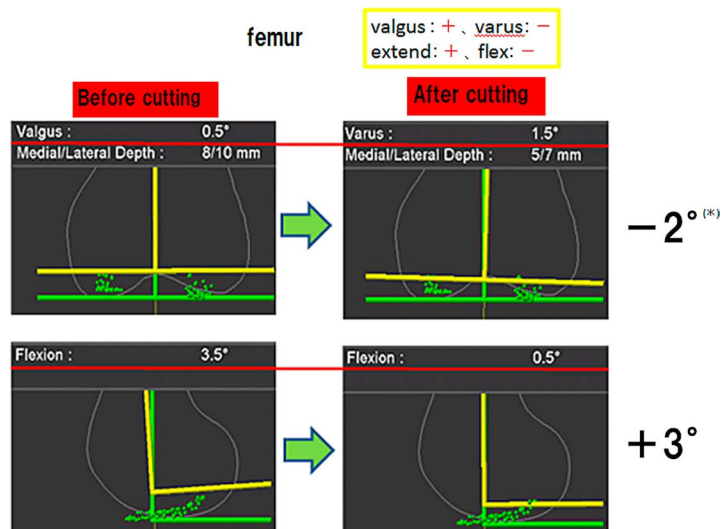 femur
valgus: +、varus: −
extend: +、flex: −
Before cutting
After cutting
Valgus : 0.5°
Medial/Lateral Depth : 8/10 mm
Varus : 1.5°
Medial/Lateral Depth : 5/7 mm
−2°(*)
Flexion : 3.5°
Flexion : 0.5°
+3°